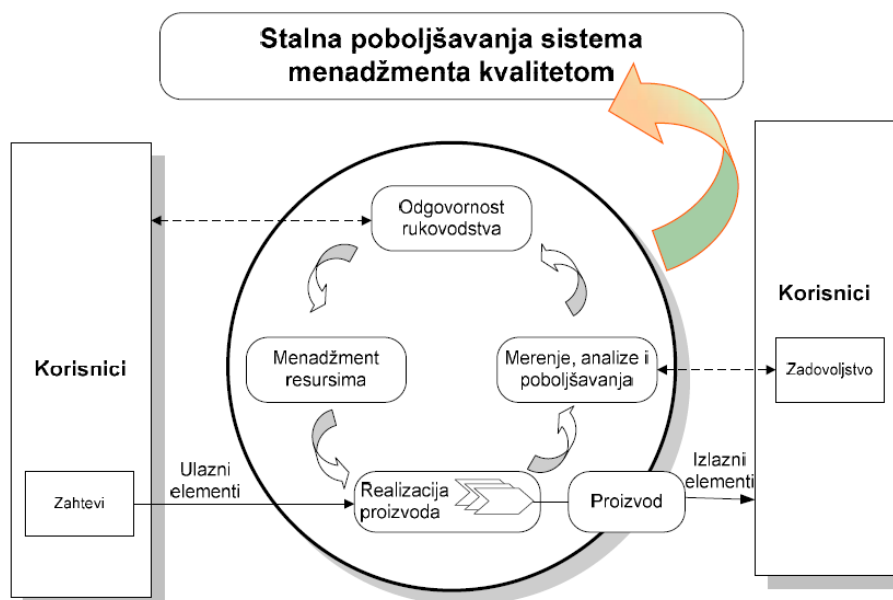 Stalna poboljšavanja sistema
menadžmenta kvalitetom
Odgovornost
rukovodstva
Korisnici
Menadžment
resursima
Merenje, analize i
poboljšavanja
Korisnici
Zadovoljstvo
Zahtevi
Ulazni
elementi
Realizacija
proizvoda
Proizvod
Izlazni
elementi